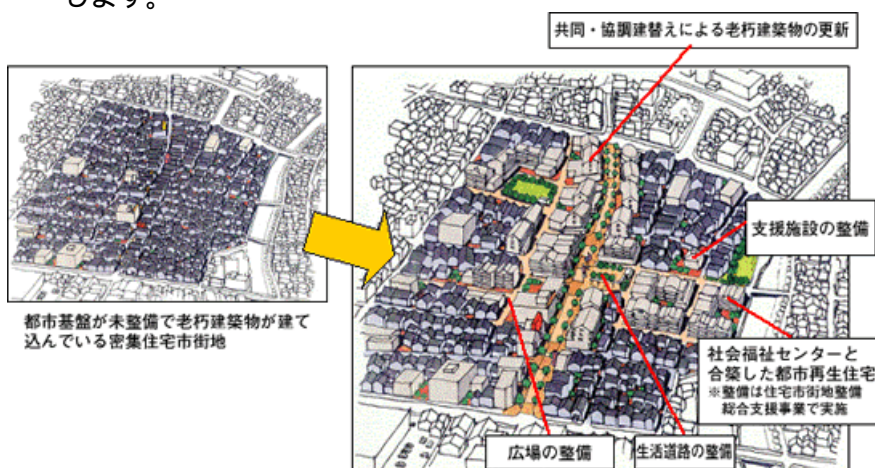 します。
共同・協調建替えによる老朽建築物の更新
支援施設の整備
都市基盤が未整備で老朽建築物が建て
込んでいる密集住宅市街地
社会福祉センターと
合築した都市再生住宅
※整備は住宅市街地整備
総合支援事業で実施
広場の整備
生活道路の整備